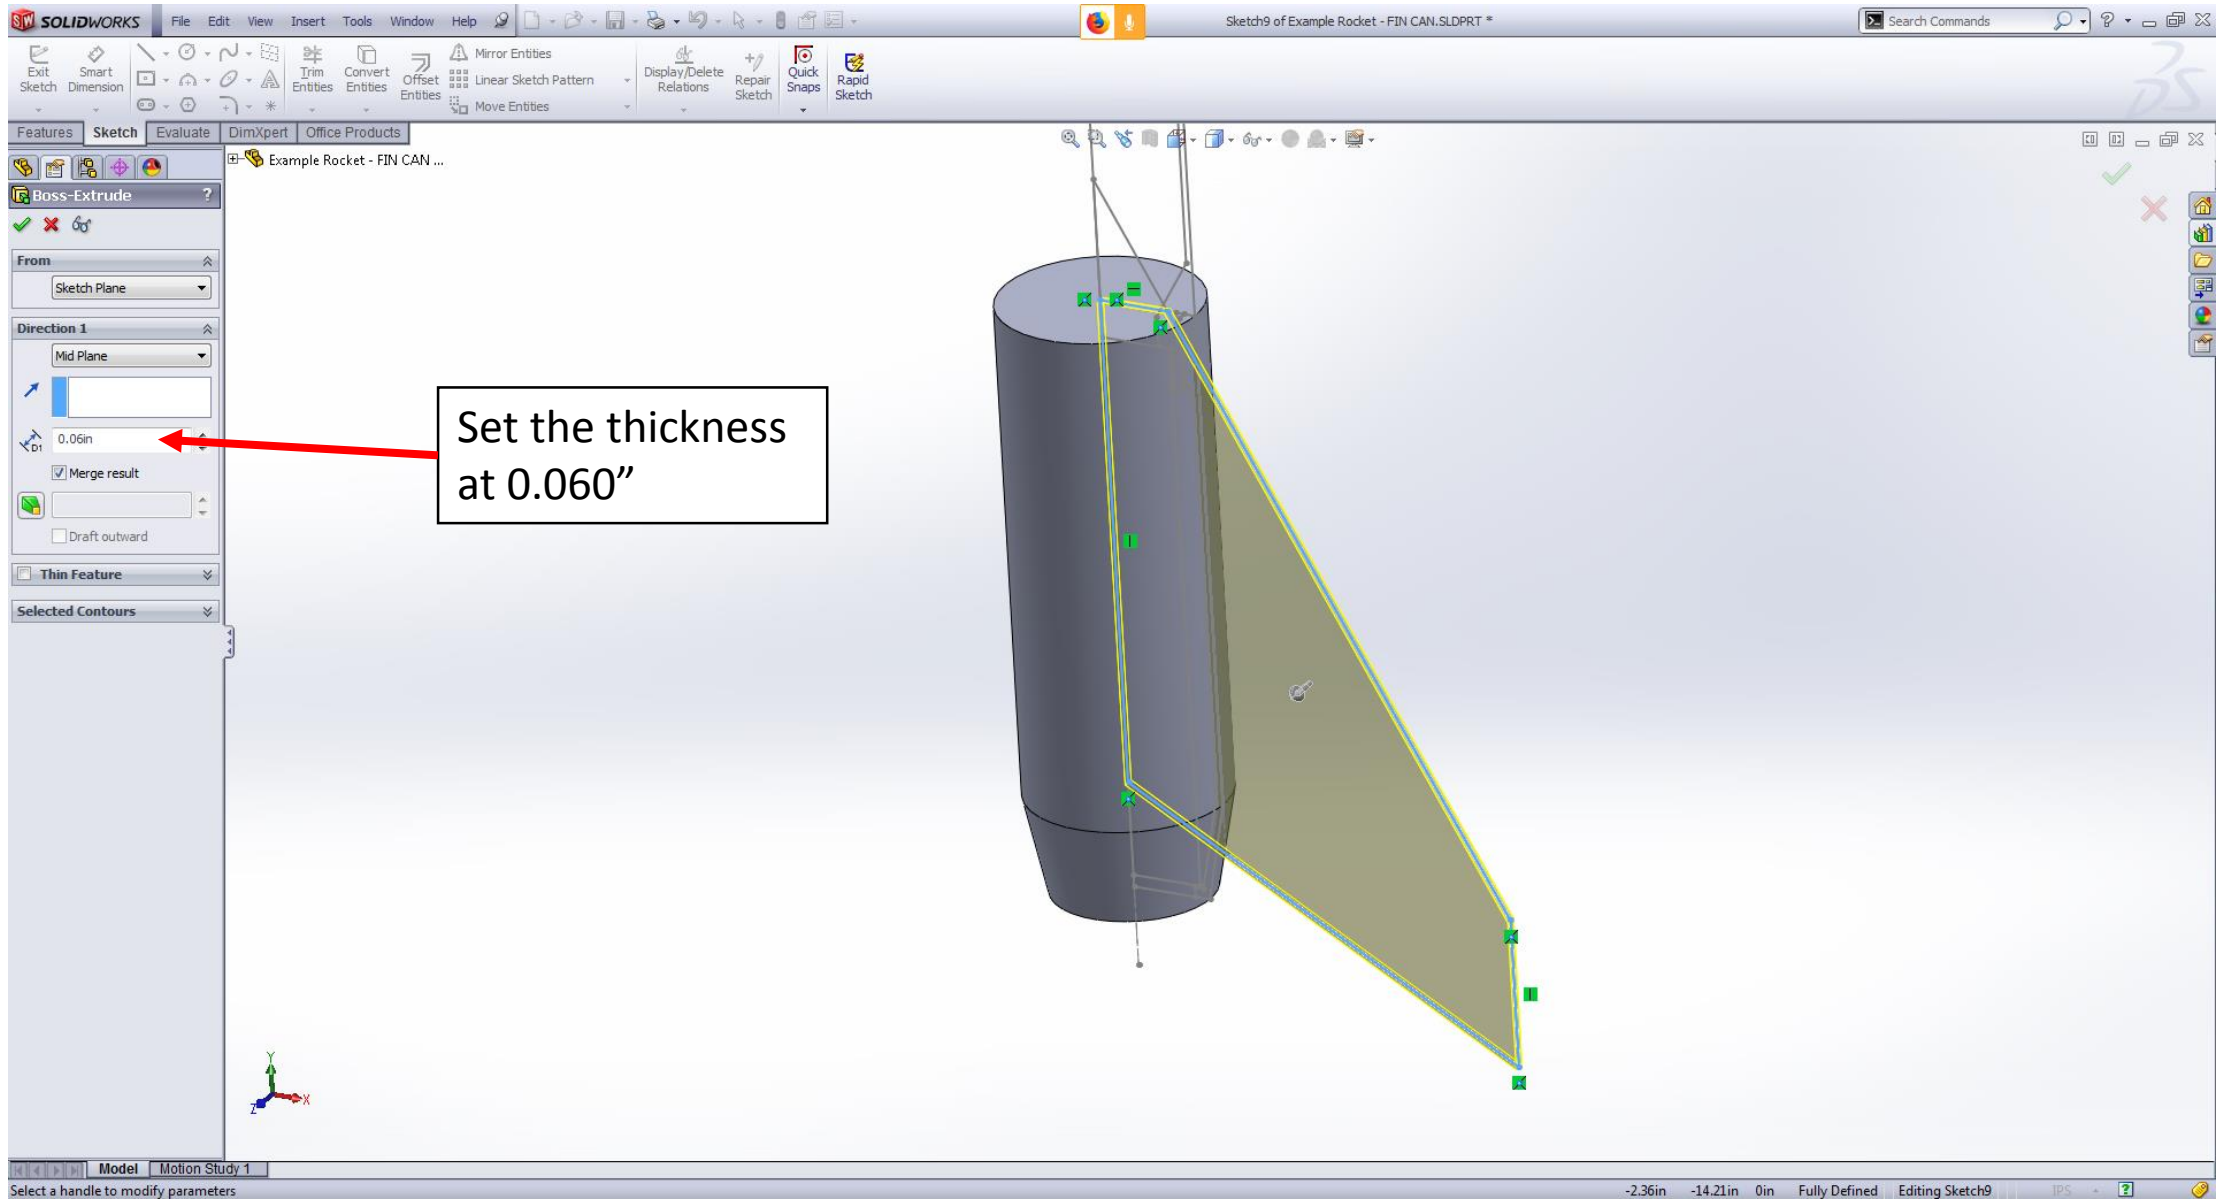 SOLIDWORKS File Edit View Insert Tools Window Help Sketch9 of Example Rocket - FIN CAN.SLDPRT * Search Commands
Exit Sketch Smart Dimension Trim Entities Convert Entities Offset Entities Mirror Entities Linear Sketch Pattern Move Entities Display/Delete Relations Repair Sketch Quick Snaps Rapid Sketch
Features Sketch Evaluate DimXpert Office Products
Example Rocket - FIN CAN ...
Boss-Extrude ?
From
Sketch Plane
Direction 1
Mid Plane
Set the thickness
at 0.060”
D1 0.06in
Merge result
Draft outward
Thin Feature
Selected Contours
Y
Z X
Model Motion Study 1
Select a handle to modify parameters -2.36in -14.21in 0in Fully Defined Editing Sketch9 IPS